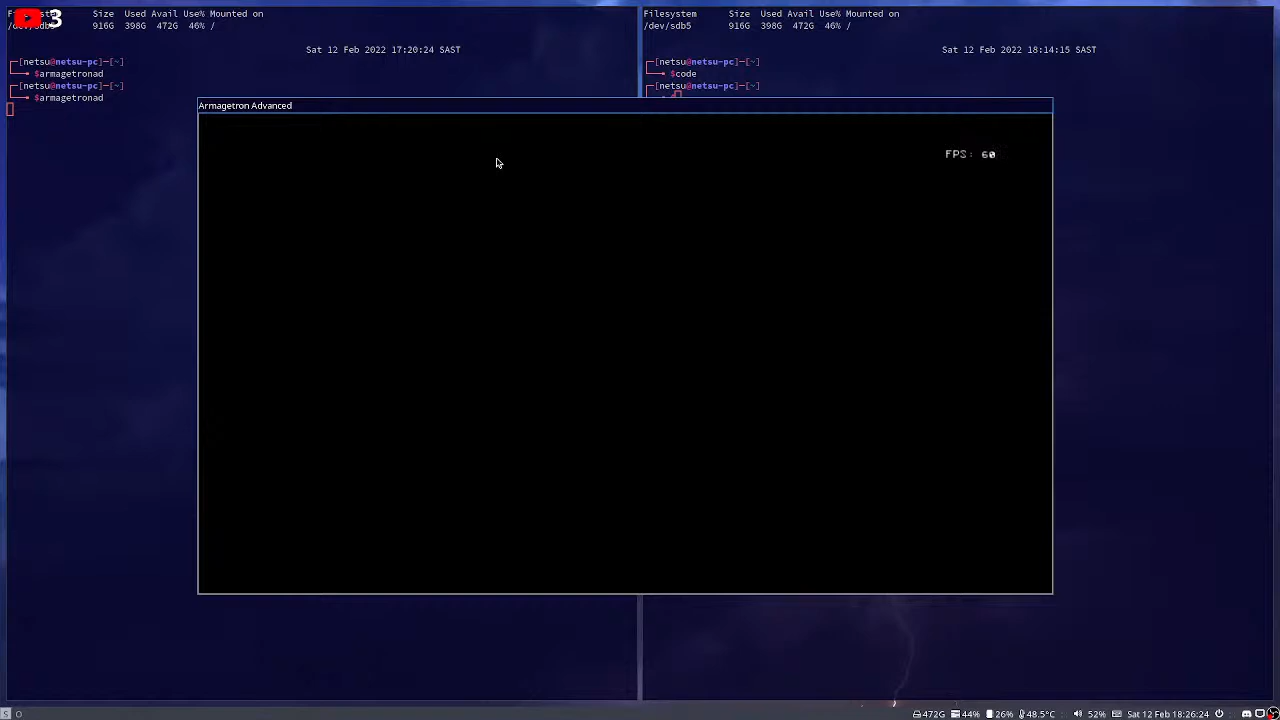 3
Size Used Avail Use% Mounted on
/dev/sdb5 916G 398G 472G 46% /
Sat 12 Feb 2022 17:20:24 SAST
┌─[netsu@netsu-pc]─[~]
└──╼ $armagetronad
┌─[netsu@netsu-pc]─[~]
└──╼ $armagetronad
Filesystem Size Used Avail Use% Mounted on
/dev/sdb5 916G 398G 472G 46% /
Sat 12 Feb 2022 18:14:15 SAST
┌─[netsu@netsu-pc]─[~]
└──╼ $code
┌─[netsu@netsu-pc]─[~]
Armagetron Advanced
FPS: 60
S
472G 44% 26% 48.5°C 52% Sat 12 Feb 18:26:24